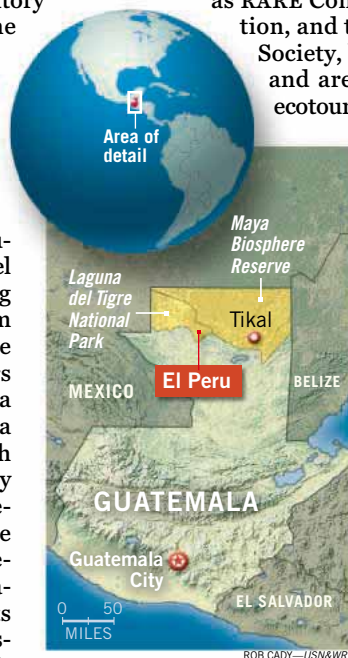 tory
as RARE Con
tion, and t
Society,
and are
ecotour
Area of
detail
Maya
Biosphere
Reserve
Laguna
del Tigre
National
Park
Tikal
El Peru
MEXICO
BELIZE
GUATEMALA
Guatemala
City
EL SALVADOR
0 50
MILES
ROB CADY—USN&WR